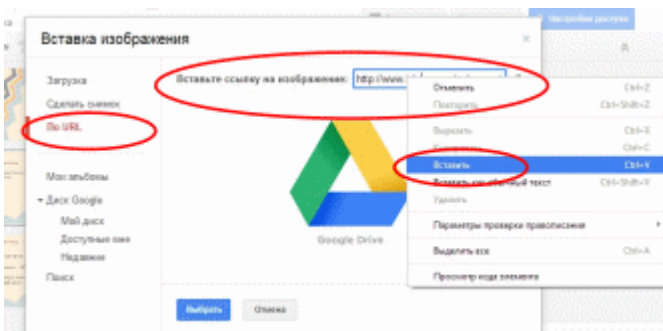 Настройки доступа
Вставка изображения
Загрузка
Сделать снимок
По URL
Мои альбомы
Диск Google
Мой диск
Доступные мне
Недавние
Поиск
Вставьте ссылку на изображение: http://www.
Google Drive
Выбрать
Отмена
Отменить Ctrl+Z
Повторить Ctrl+Shift+Z
Вырезать Ctrl+X
Копировать Ctrl+C
Вставить Ctrl+V
Вставить как обычный текст Ctrl+Shift+V
Удалить
Параметры проверки правописания
Выделить все Ctrl+A
Просмотр кода элемента